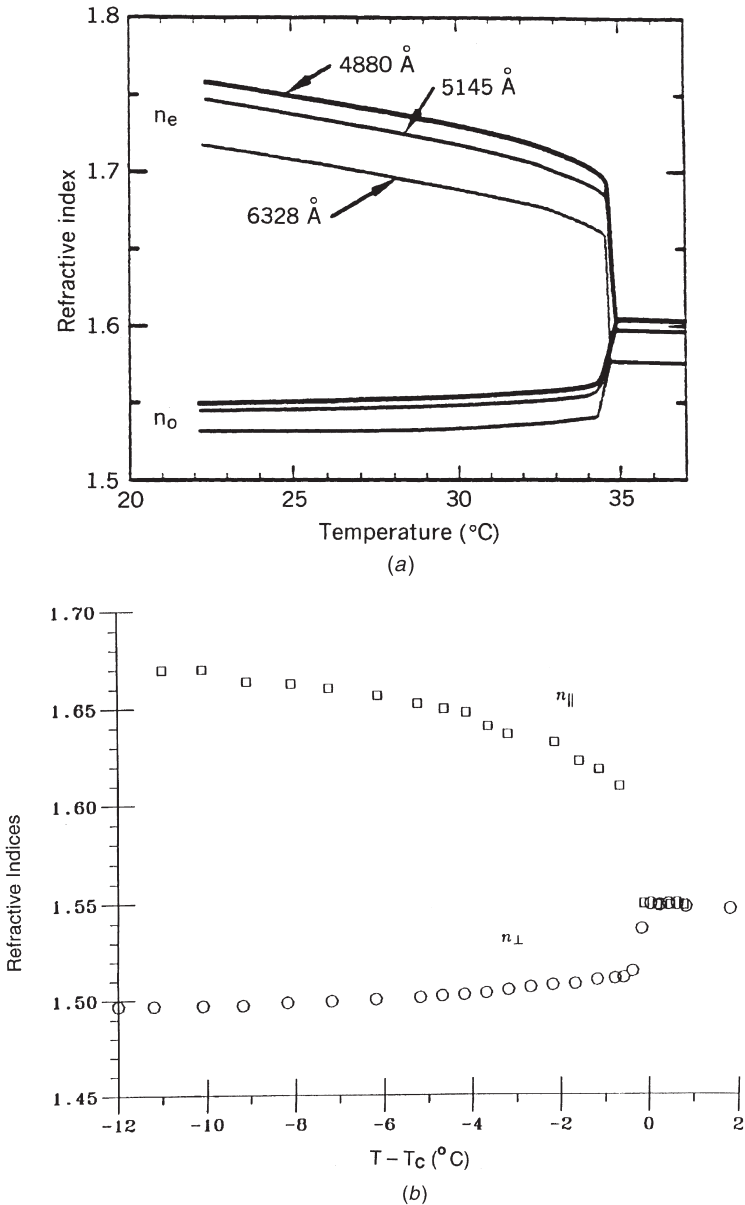 1.8
4880 Å
5145 Å
nₑ
1.7
6328 Å
Refractive index
1.6
nₒ
1.5
20 25 30 35
Temperature (°C)
(a)
1.70
n||
1.65
1.60
Refractive Indices
1.55
n⊥
1.50
1.45
-12 -10 -8 -6 -4 -2 0 2
T – Tc (°C)
(b)